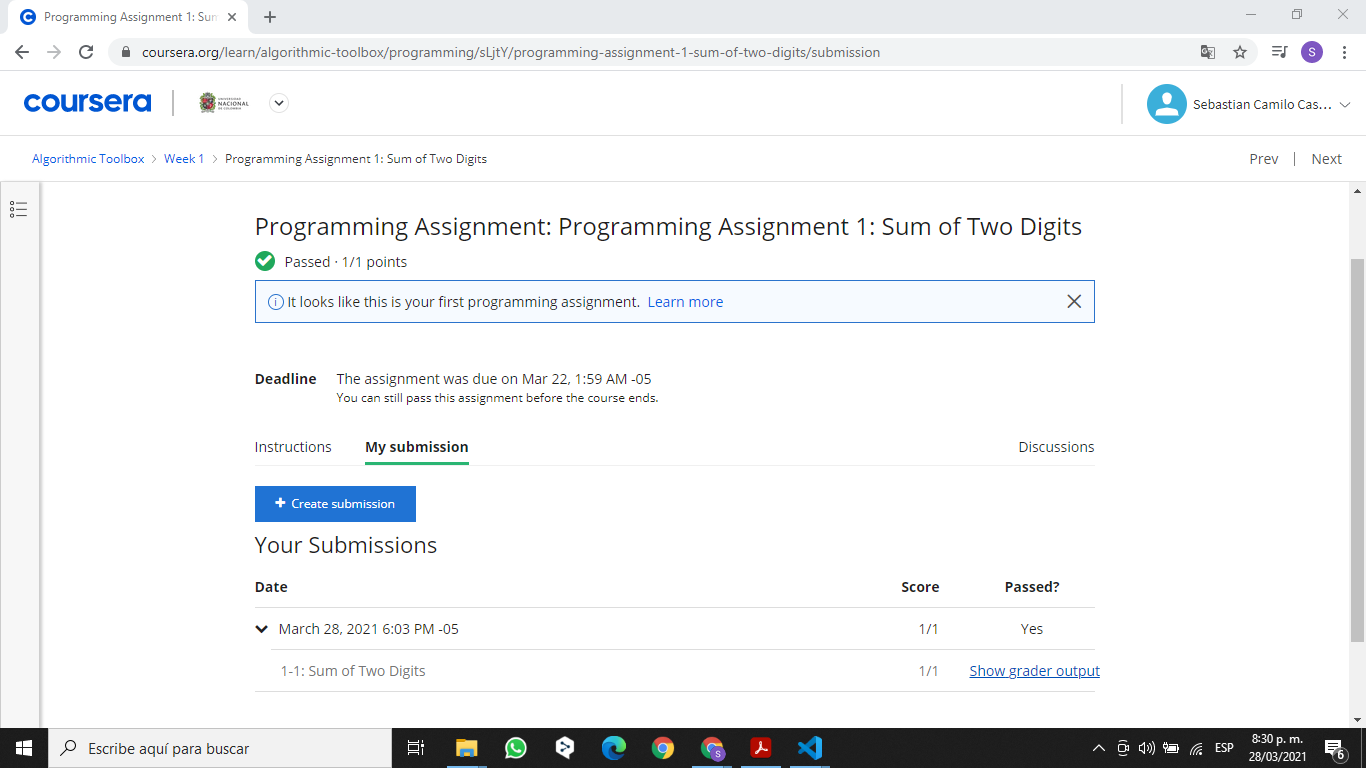 Programming Assignment 1: Sum
coursera.org/learn/algorithmic-toolbox/programming/sLjtY/programming-assignment-1-sum-of-two-digits/submission
S
coursera
UNIVERSIDAD
NACIONAL
DE COLOMBIA
Sebastian Camilo Cas...
Algorithmic Toolbox > Week 1 > Programming Assignment 1: Sum of Two Digits
Prev | Next
Programming Assignment: Programming Assignment 1: Sum of Two Digits
Passed · 1/1 points
It looks like this is your first programming assignment. Learn more
Deadline The assignment was due on Mar 22, 1:59 AM -05
You can still pass this assignment before the course ends.
Instructions My submission Discussions
+ Create submission
Your Submissions
Date Score Passed?
March 28, 2021 6:03 PM -05 1/1 Yes
1-1: Sum of Two Digits 1/1 Show grader output
Escribe aquí para buscar
S
ESP
8:30 p. m.
28/03/2021
6